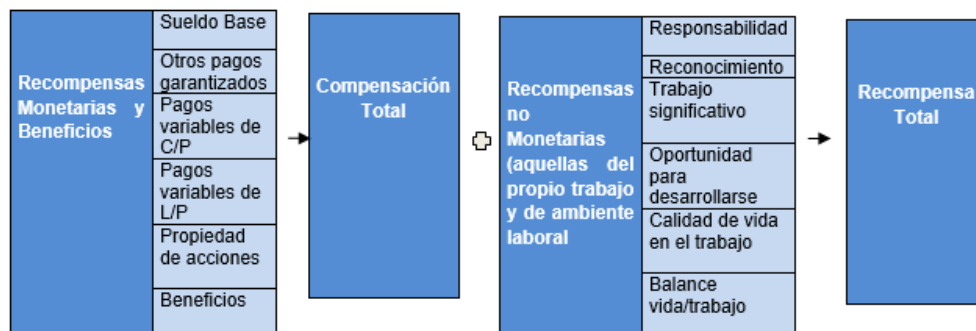 Recompensas
Monetarias y
Beneficios
Sueldo Base
Otros pagos
garantizados
Pagos
variables de
C/P
Pagos
variables de
L/P
Propiedad
de acciones
Beneficios
Compensación
Total
Recompensas
no
Monetarias
(aquellas del
propio trabajo
y de ambiente
laboral
Responsabilidad
Reconocimiento
Trabajo
significativo
Oportunidad
para
desarrollarse
Calidad de vida
en el trabajo
Balance
vida/trabajo
Recompensa
Total